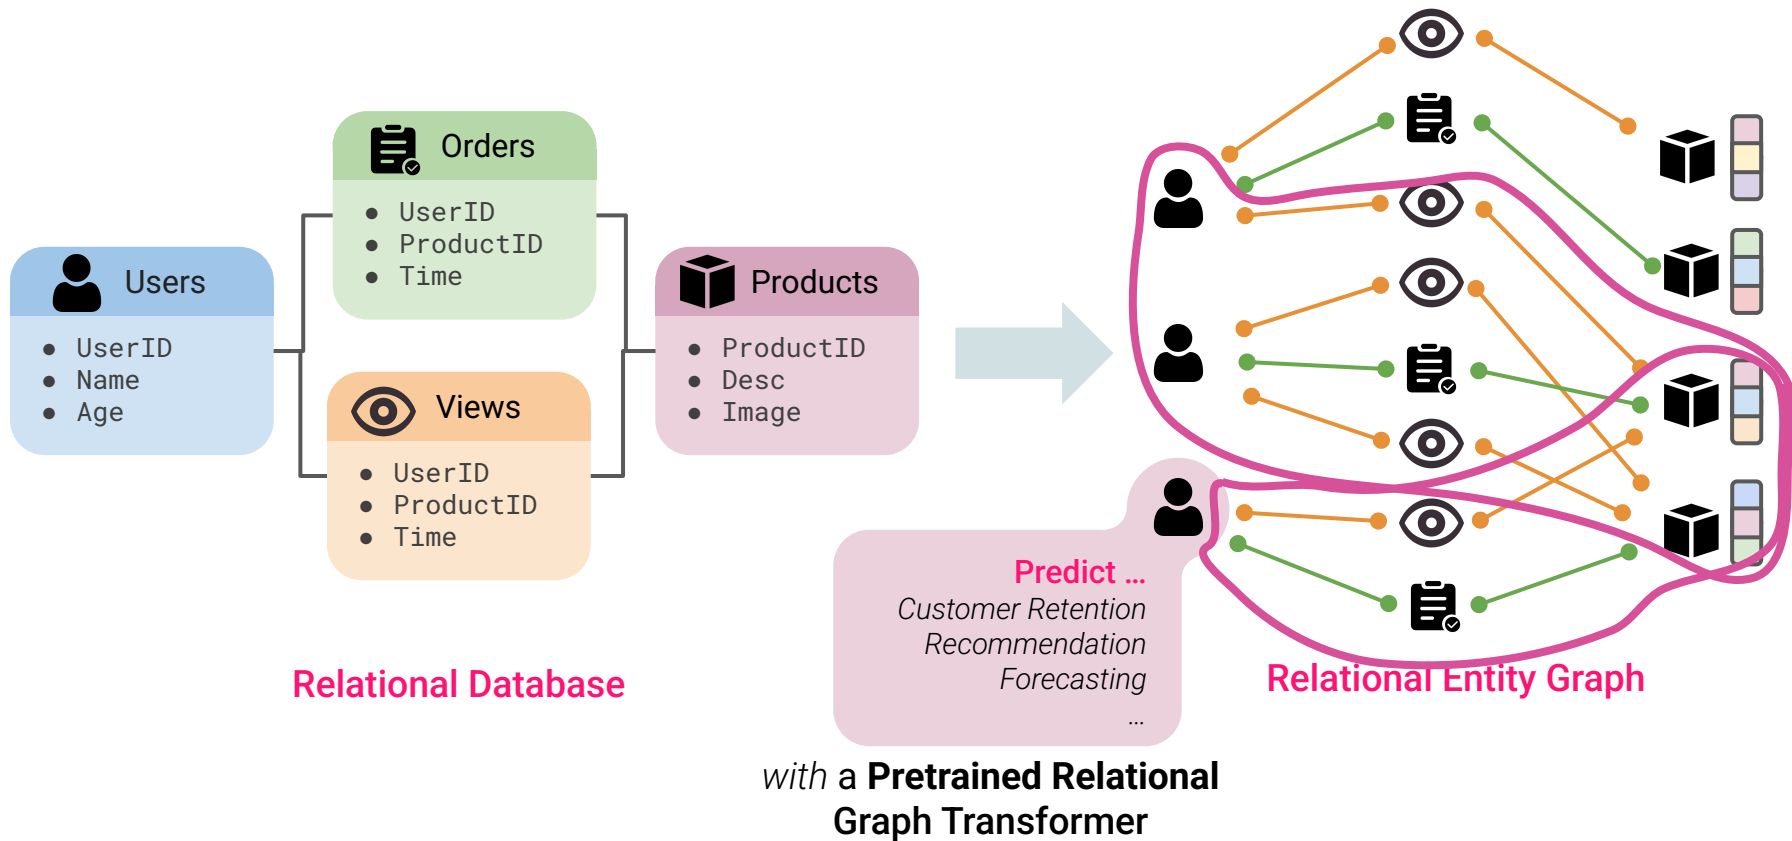 Users
UserID
Name
Age
Orders
UserID
ProductID
Time
Views
UserID
ProductID
Time
Products
ProductID
Desc
Image
Relational Database
Predict ...
Customer Retention
Recommendation
Forecasting
...
with a Pretrained Relational
Graph Transformer
Relational Entity Graph